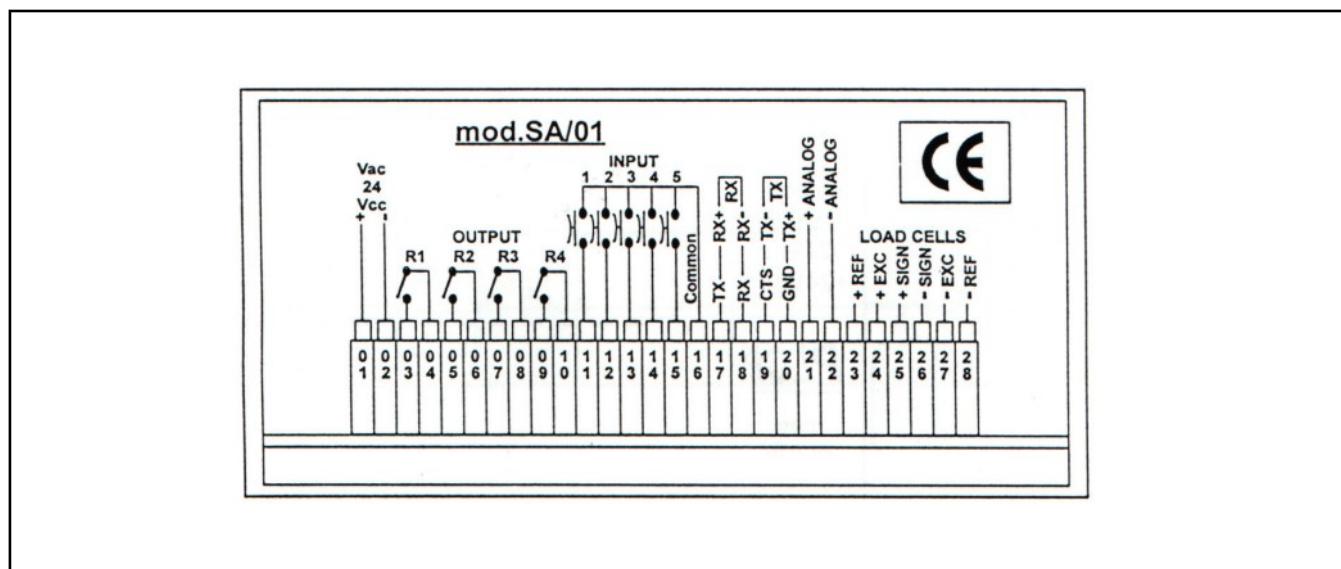 mod.SA/01
CE
Vac
24
Vcc
+ -
OUTPUT
R1 R2 R3 R4
INPUT
1 2 3 4 5
Common
TX RX+
RX RX-
RX
CTS TX-
GND TX+
TX
+ ANALOG
- ANALOG
LOAD CELLS
+ REF
+ EXC
+ SIGN
- SIGN
- EXC
- REF
01 02 03 04 05 06 07 08 09 10 11 12 13 14 15 16 17 18 19 20 21 22 23 24 25 26 27 28